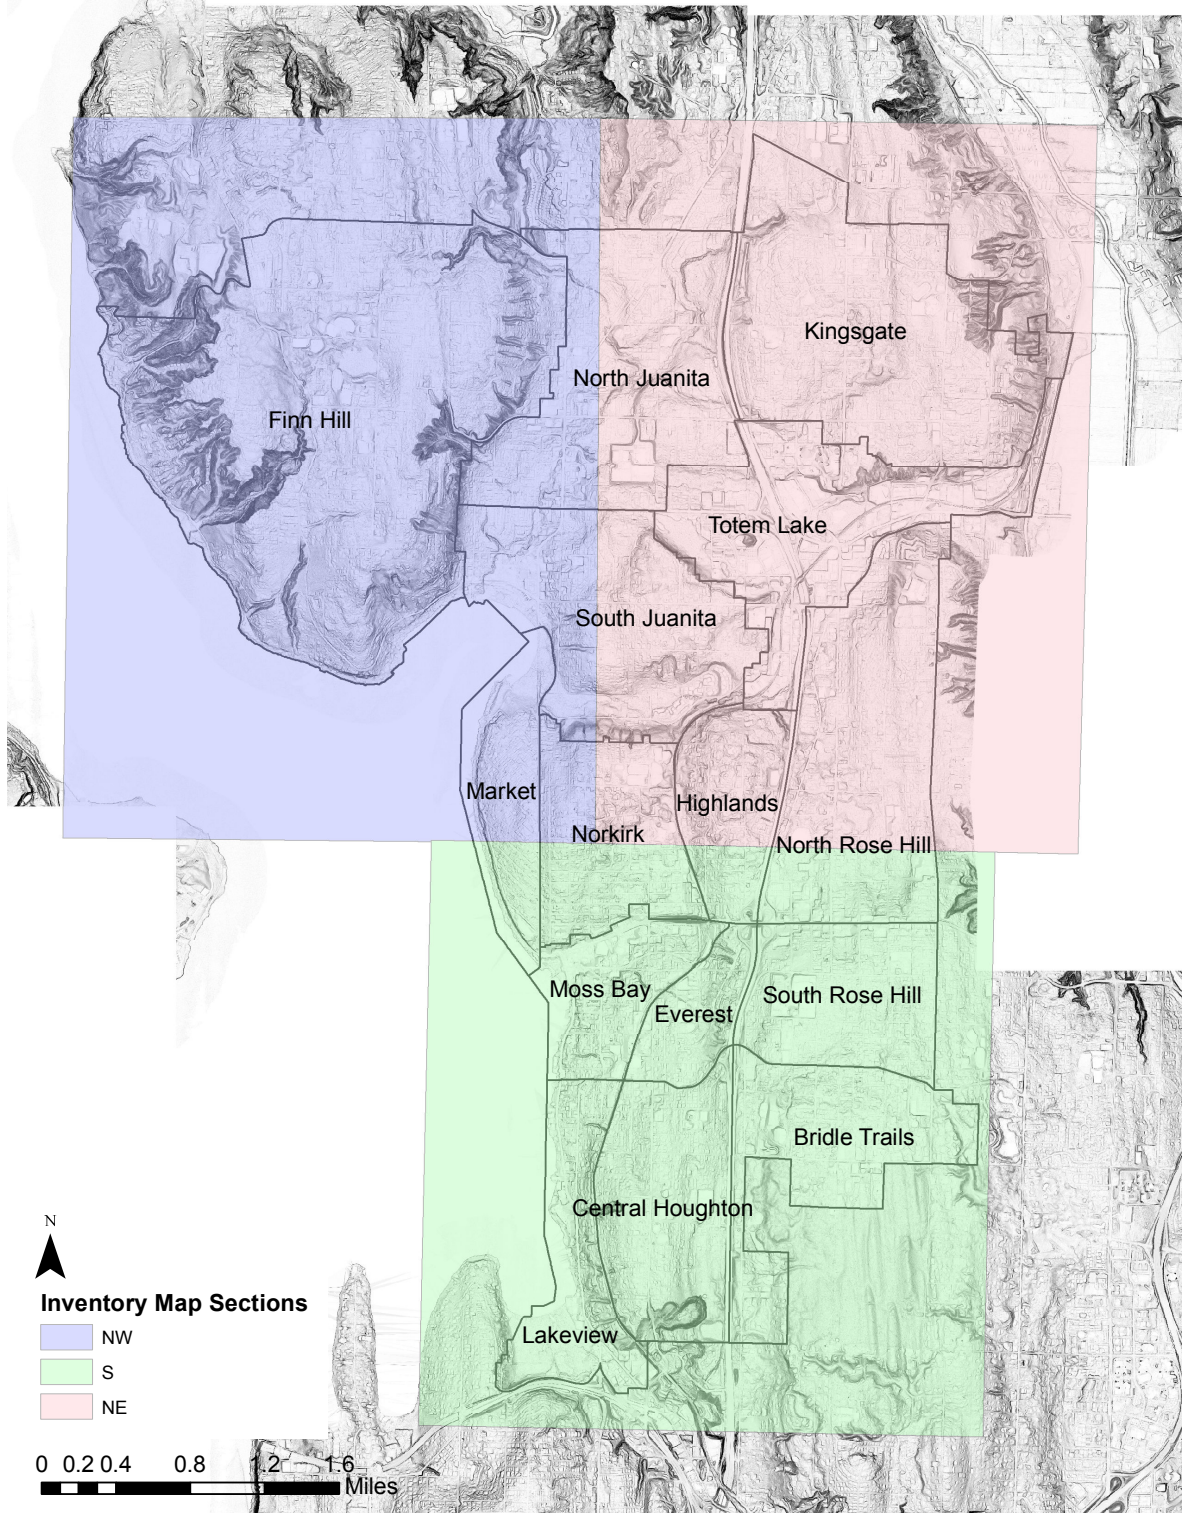 Kingsgate
North Juanita
Finn Hill
Totem Lake
South Juanita
Market
Highlands
Norkirk
North Rose Hill
Moss Bay
South Rose Hill
Everest
Bridle Trails
Central Houghton
Lakeview
N
Inventory Map Sections
NW
S
NE
0 0.2 0.4 0.8 1.2 1.6
Miles